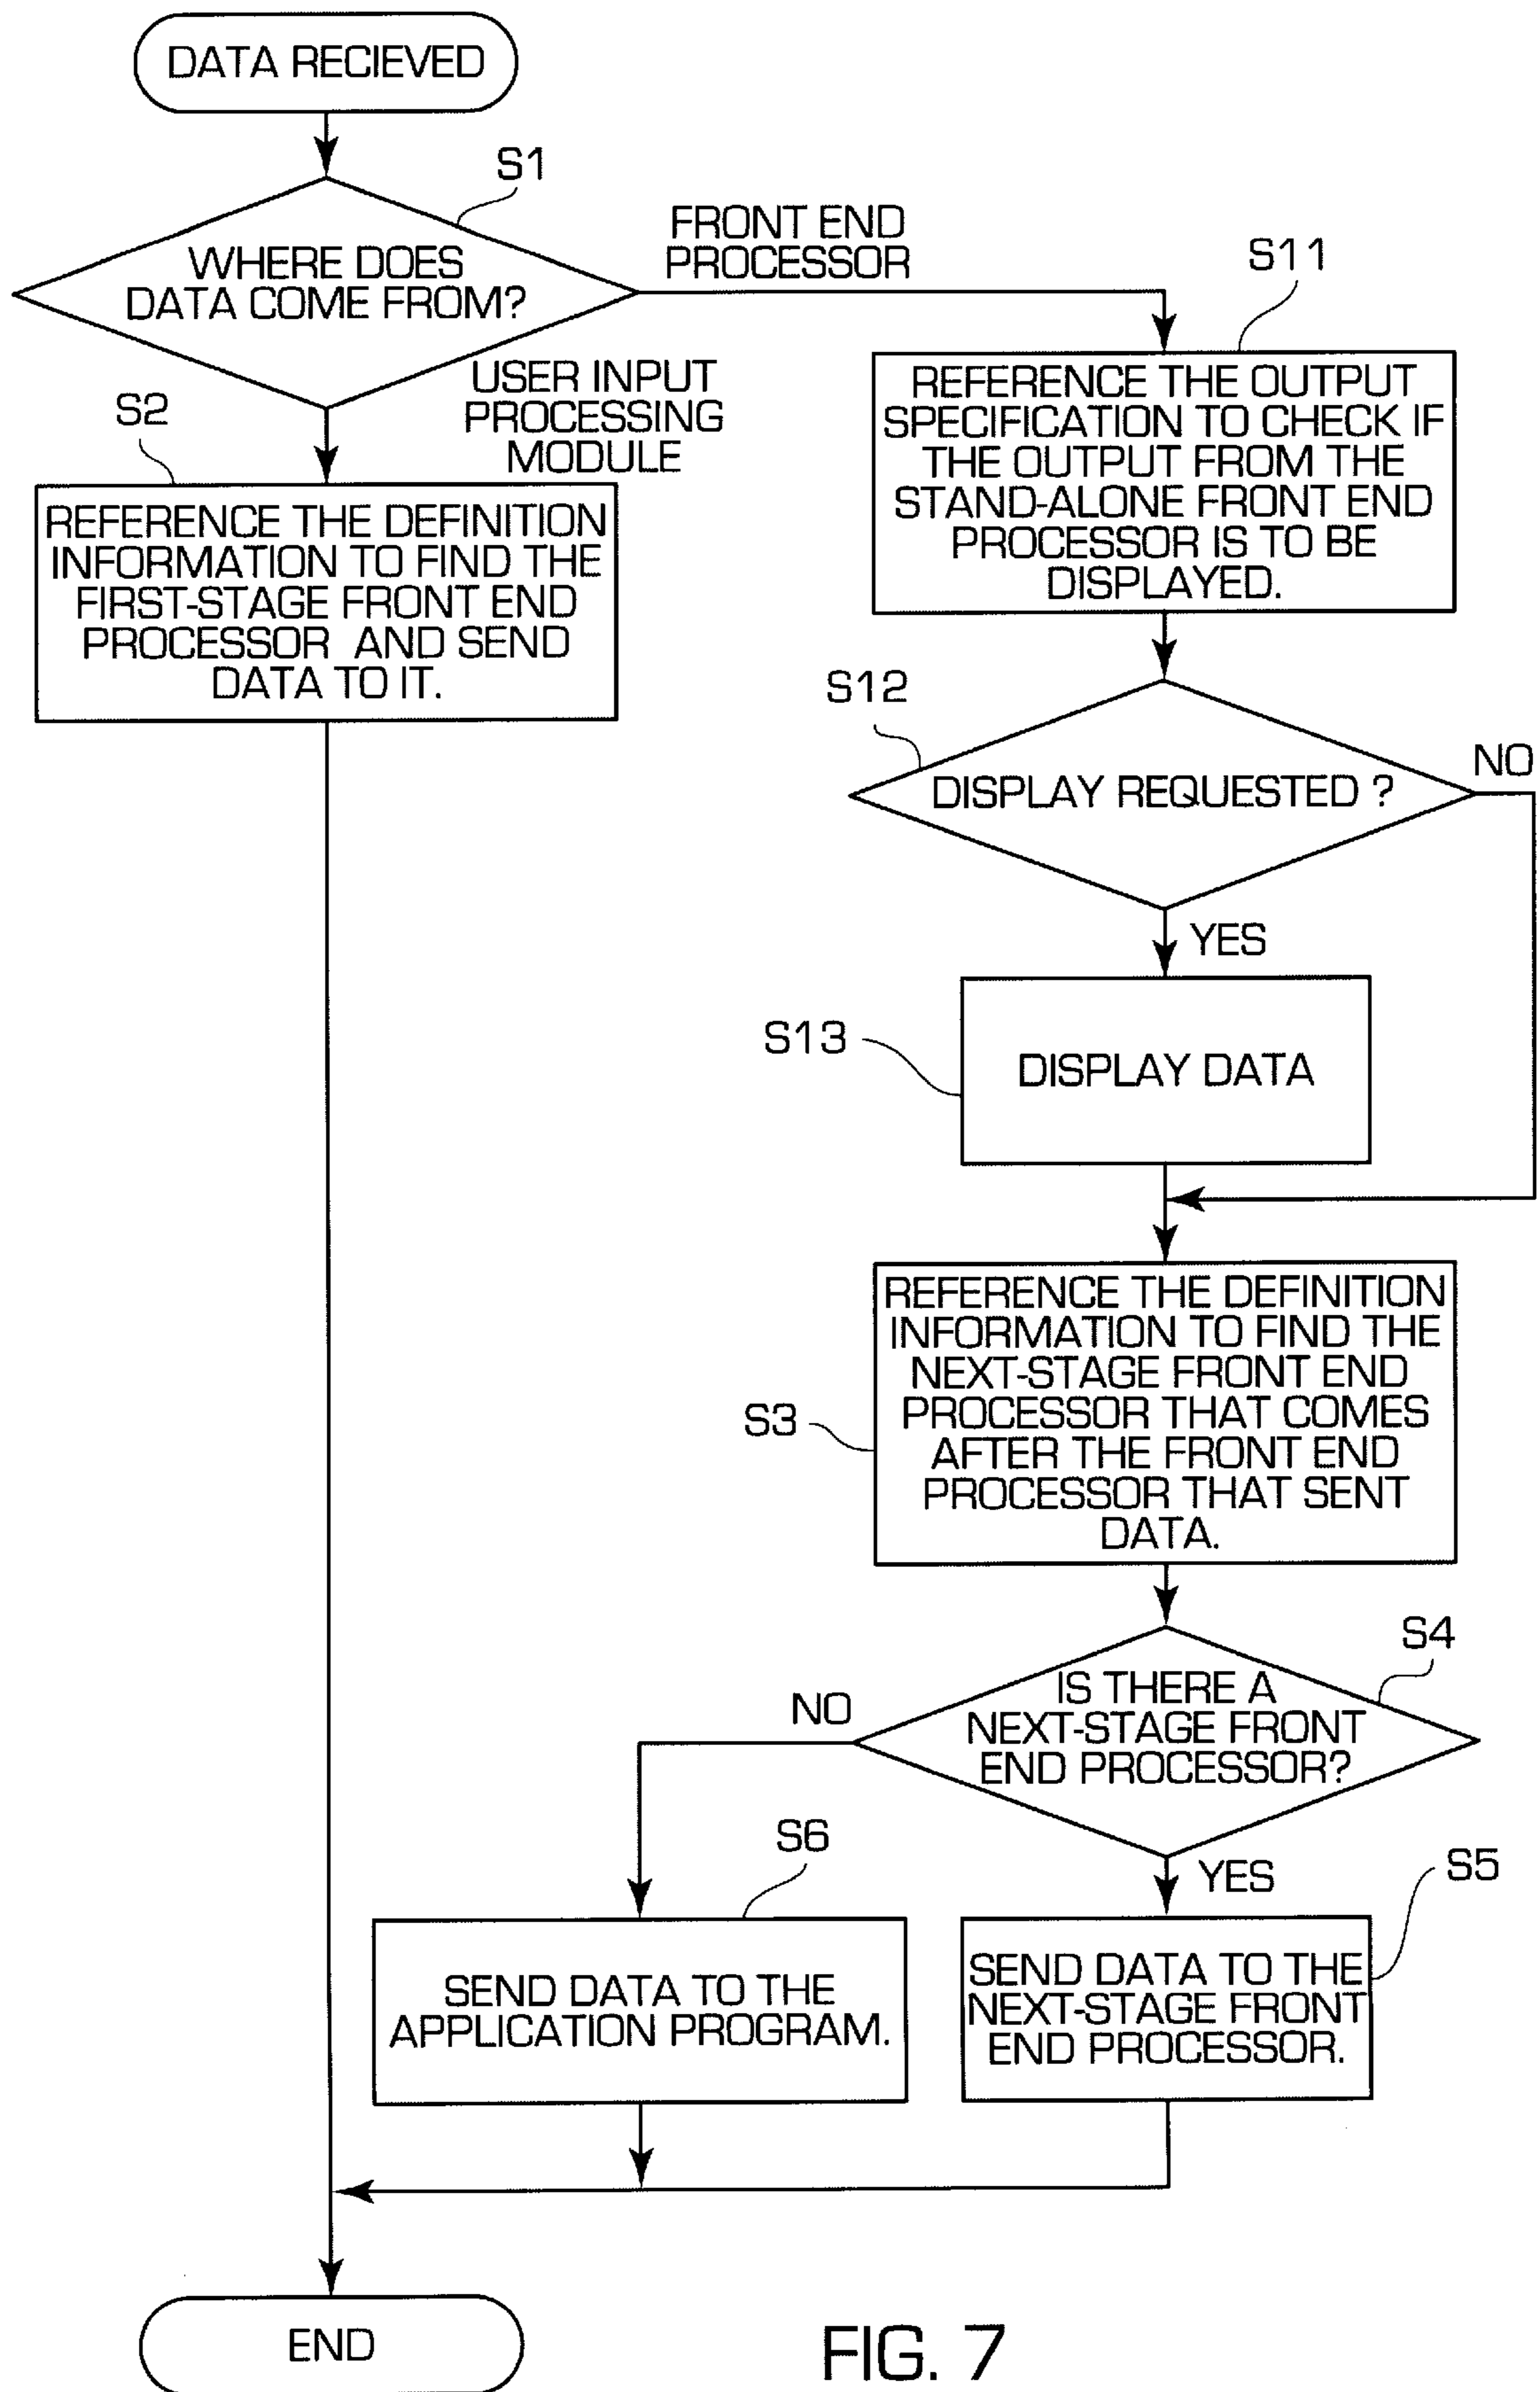 DATA RECIEVED
S1
WHERE DOES
DATA COME FROM?
FRONT END
PROCESSOR
USER INPUT
PROCESSING
MODULE
S2
REFERENCE THE DEFINITION
INFORMATION TO FIND THE
FIRST-STAGE FRONT END
PROCESSOR AND SEND
DATA TO IT.
S11
REFERENCE THE OUTPUT
SPECIFICATION TO CHECK IF
THE OUTPUT FROM THE
STAND-ALONE FRONT END
PROCESSOR IS TO BE
DISPLAYED.
S12
DISPLAY REQUESTED ?
NO
YES
S13
DISPLAY DATA
S3
REFERENCE THE DEFINITION
INFORMATION TO FIND THE
NEXT-STAGE FRONT END
PROCESSOR THAT COMES
AFTER THE FRONT END
PROCESSOR THAT SENT
DATA.
S4
IS THERE A
NEXT-STAGE FRONT
END PROCESSOR?
NO
YES
S6
SEND DATA TO THE
APPLICATION PROGRAM.
S5
SEND DATA TO THE
NEXT-STAGE FRONT
END PROCESSOR.
END
FIG. 7